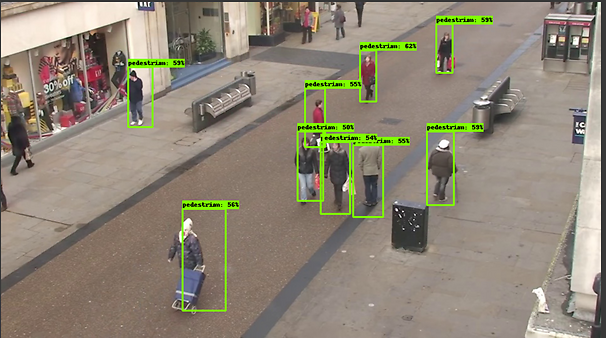 pedestrian: 59%
pedestrian: 62%
pedestrian: 59%
30% off
pedestrian: 55%
pedestrian: 50%
pedestrian: 59%
edestrian: 54%
pedestrian: 55%
pedestrian: 56%